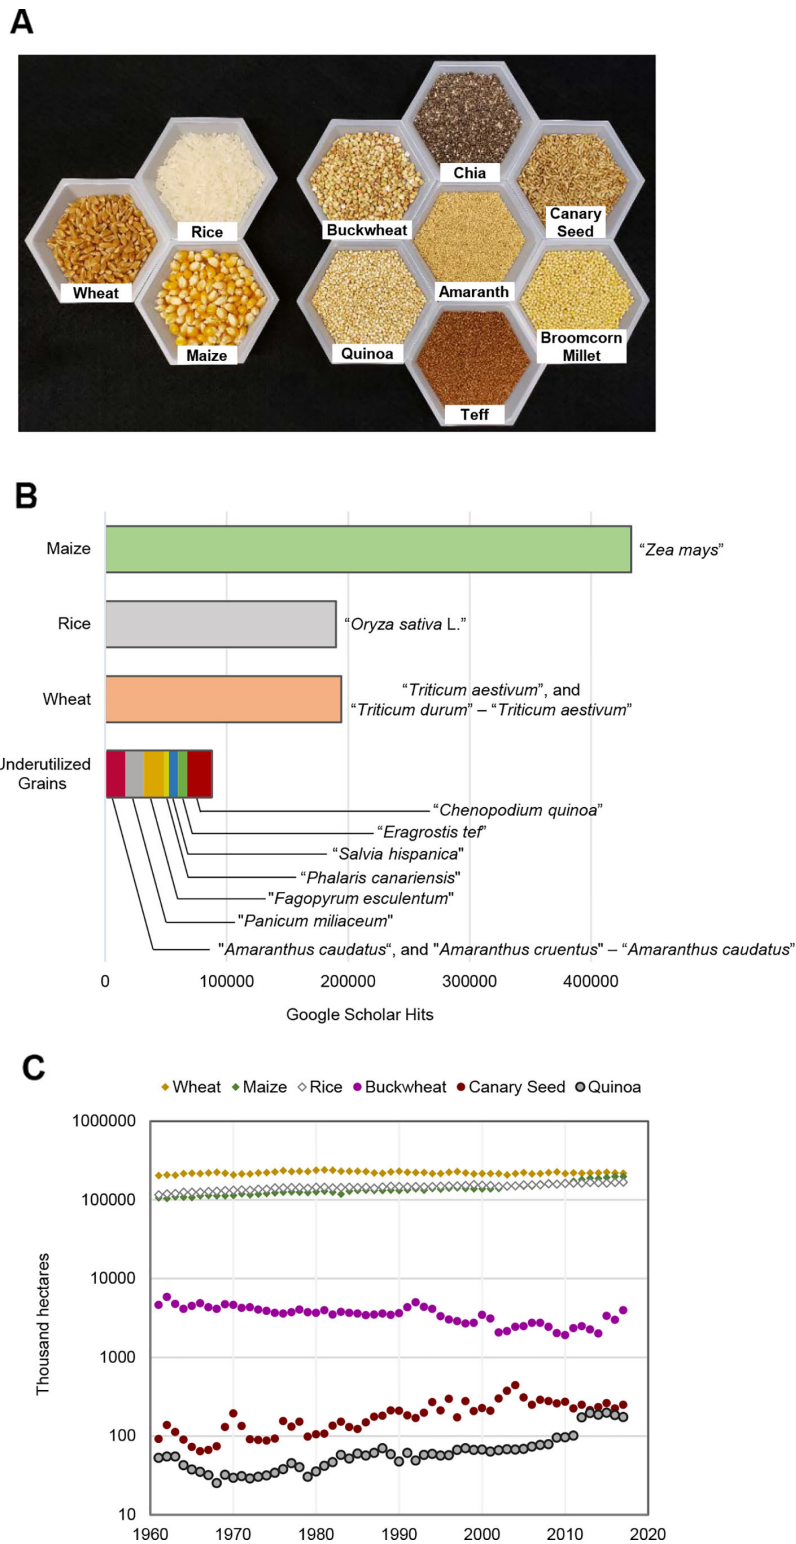 A
Chia
Rice
Buckwheat
Canary
Seed
Wheat
Amaranth
Maize
Quinoa
Broomcorn
Millet
Teff
B
Maize
“Zea mays”
Rice
“Oryza sativa L.”
Wheat
“Triticum aestivum”, and
“Triticum durum” – “Triticum aestivum”
Underutilized
Grains
“Chenopodium quinoa”
“Eragrostis tef”
“Salvia hispanica"
“Phalaris canariensis"
"Fagopyrum esculentum"
"Panicum miliaceum"
"Amaranthus caudatus“, and "Amaranthus cruentus" – “Amaranthus caudatus”
0 100000 200000 300000 400000
Google Scholar Hits
C
Wheat Maize Rice Buckwheat Canary Seed Quinoa
1000000
100000
10000
1000
100
10
Thousand hectares
1960 1970 1980 1990 2000 2010 2020